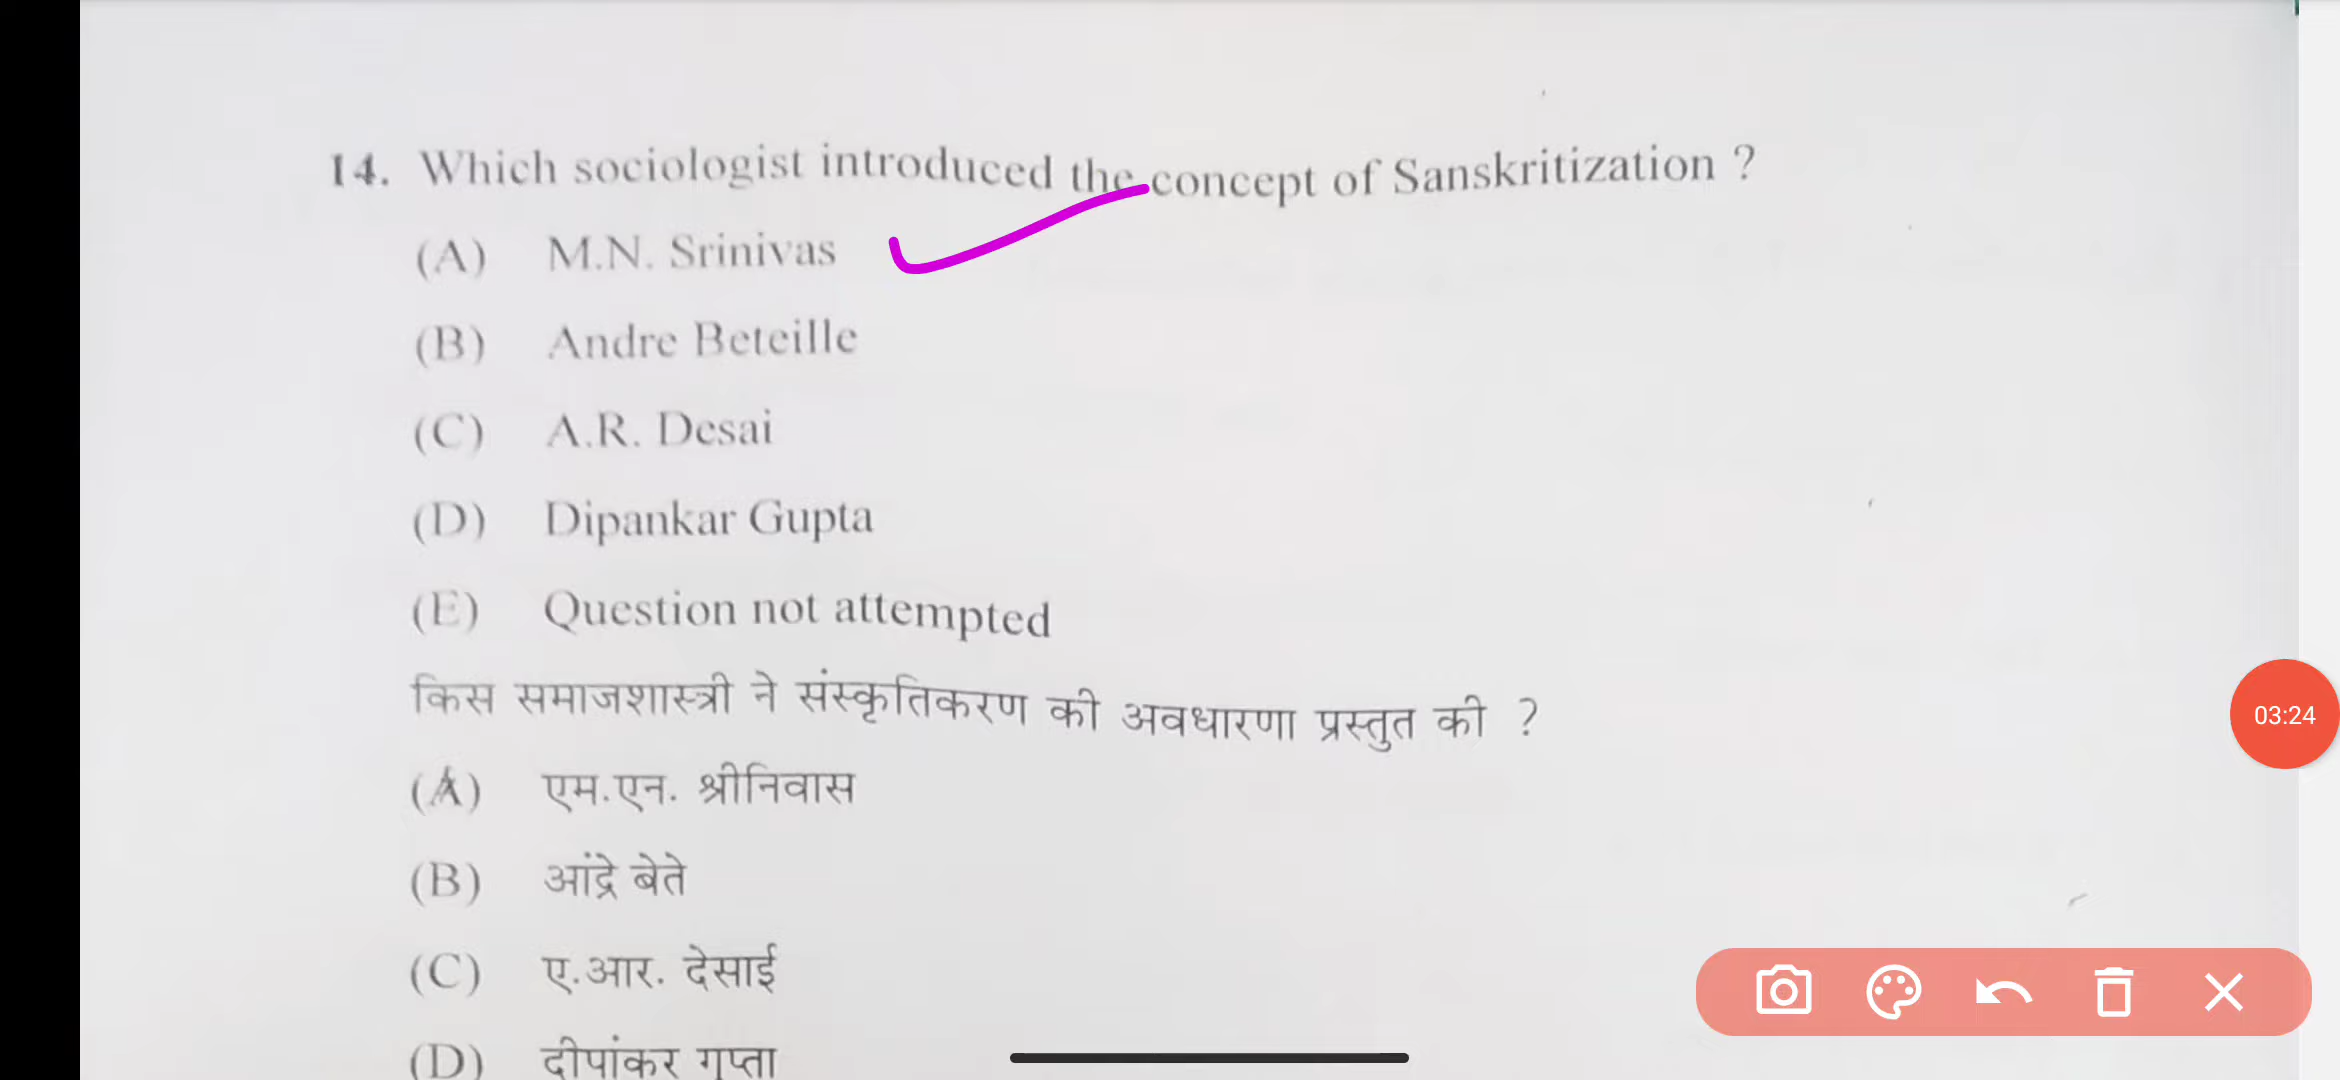 14. Which sociologist introduced the concept of Sanskritization ?
(A) M.N. Srinivas
(B) Andre Beteille
(C) A.R. Desai
(D) Dipankar Gupta
(E) Question not attempted
किस समाजशास्त्री ने संस्कृतिकरण की अवधारणा प्रस्तुत की ?
(A) एम.एन. श्रीनिवास
(B) आंद्रे बेते
(C) ए.आर. देसाई
(D) दीपांकर गुप्ता
03:24